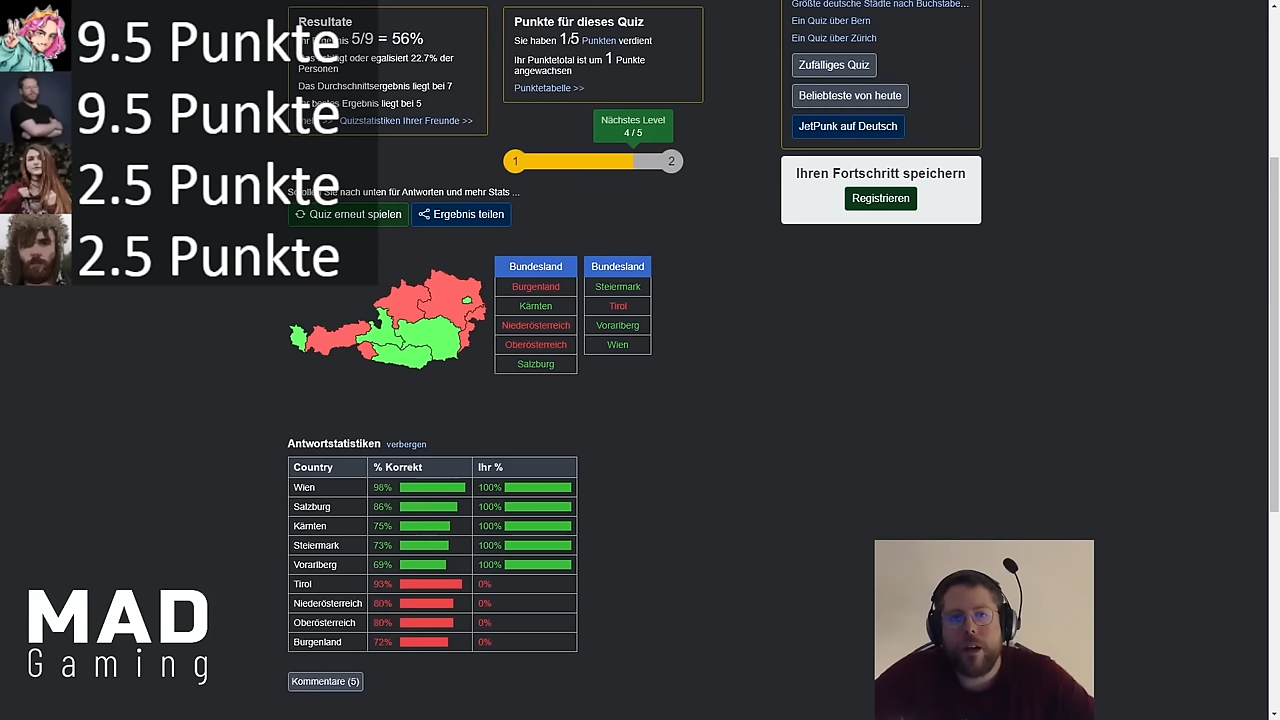 9.5 Punkte
9.5 Punkte
2.5 Punkte
2.5 Punkte
Resultate
Ergebnis 5/9 = 56%
oder egalisiert 22.7% der
Personen
Das Durchschnittsergebnis liegt bei 7
Ergebnis liegt bei 5
Quizstatistiken Ihrer Freunde >>
Punkte für dieses Quiz
Sie haben 1/5 Punkten verdient
Ihr Punktetotal ist um 1 Punkte
angewachsen
Punktetabelle >>
Nächstes Level
4 / 5
1
2
Scrollen Sie nach unten für Antworten und mehr Stats ...
Quiz erneut spielen
Ergebnis teilen
Größte deutsche Städte nach Buchstabe...
Ein Quiz über Bern
Ein Quiz über Zürich
Zufälliges Quiz
Beliebteste von heute
JetPunk auf Deutsch
Ihren Fortschritt speichern
Registrieren
Bundesland
Burgenland
Kärnten
Niederösterreich
Oberösterreich
Salzburg
Bundesland
Steiermark
Tirol
Vorarlberg
Wien
Antwortstatistiken verbergen
Country % Korrekt Ihr %
Wien 98% 100%
Salzburg 86% 100%
Kärnten 75% 100%
Steiermark 73% 100%
Vorarlberg 69% 100%
Tirol 93% 0%
Niederösterreich 80% 0%
Oberösterreich 80% 0%
Burgenland 72% 0%
Kommentare (5)
MAD
Gaming